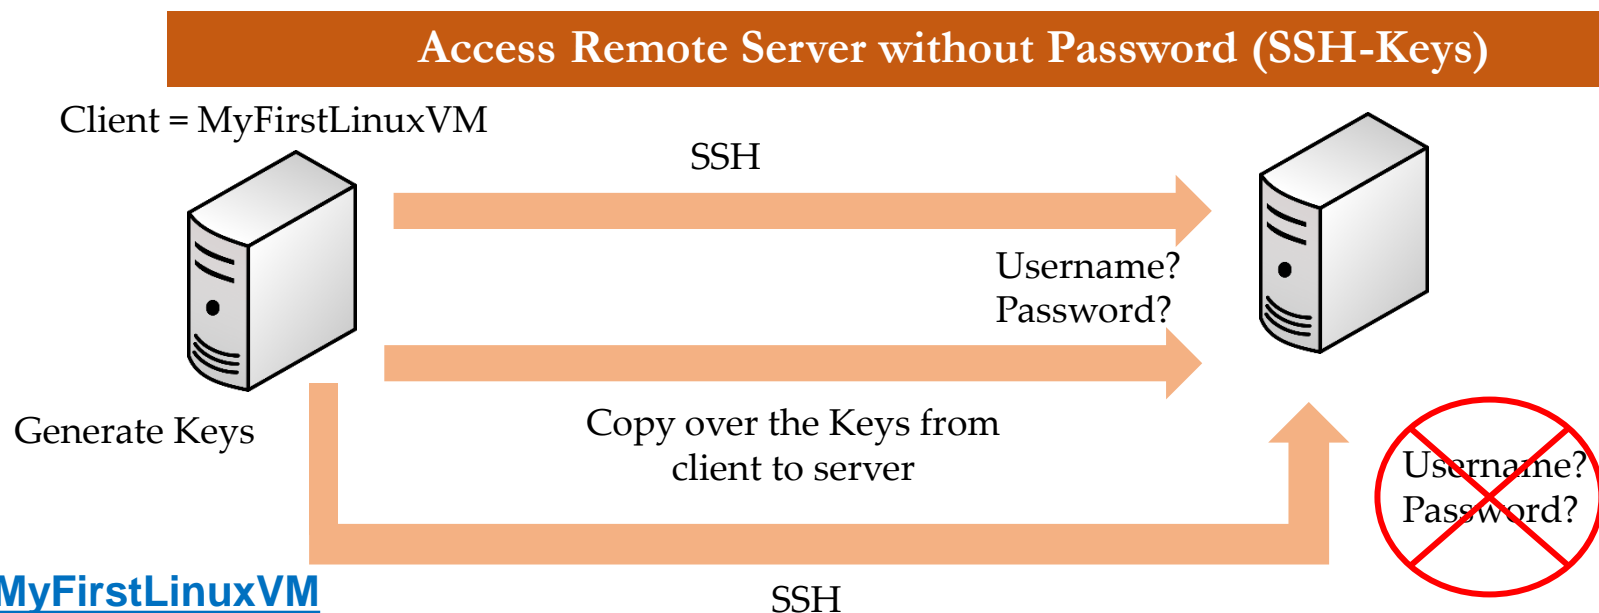 Access Remote Server without Password (SSH-Keys)
Client = MyFirstLinuxVM
SSH
Username?
Password?
Generate Keys
Copy over the Keys from
client to server
Username?
Password?
MyFirstLinuxVM
SSH